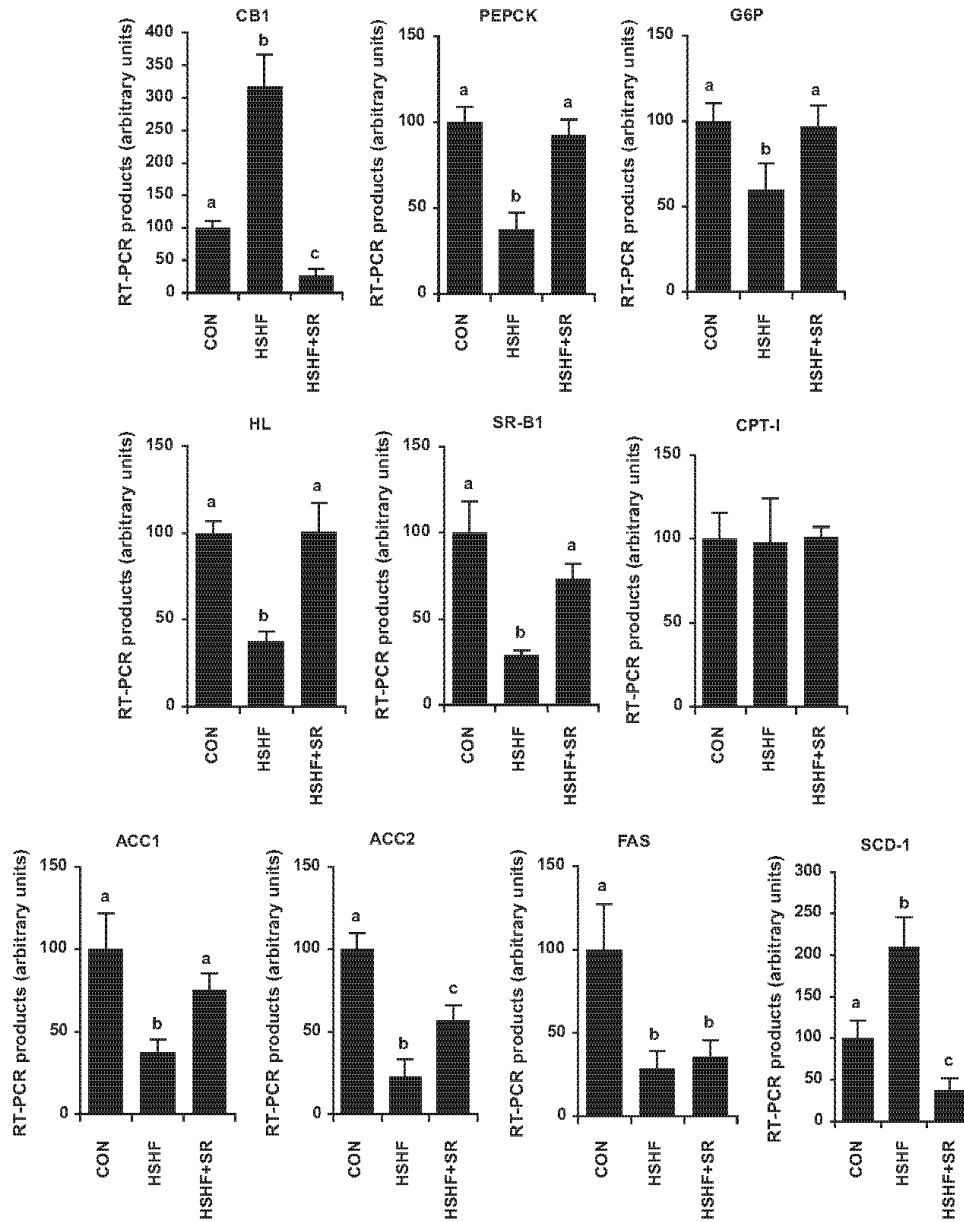 CB1
RT-PCR products (arbitrary units)
400
350
300
250
200
150
100
50
0
a
b
c
CON
HSHF
HSHF+SR
PEPCK
RT-PCR products (arbitrary units)
150
100
50
0
a
b
a
CON
HSHF
HSHF+SR
G6P
RT-PCR products (arbitrary units)
150
100
50
0
a
b
a
CON
HSHF
HSHF+SR
HL
RT-PCR products (arbitrary units)
150
100
50
0
a
b
a
CON
HSHF
HSHF+SR
SR-B1
RT-PCR products (arbitrary units)
150
100
50
0
a
b
a
CON
HSHF
HSHF+SR
CPT-I
RT-PCR products (arbitrary units)
150
100
50
0
CON
HSHF
HSHF+SR
ACC1
RT-PCR products (arbitrary units)
150
100
50
0
a
b
a
CON
HSHF
HSHF+SR
ACC2
RT-PCR products (arbitrary units)
150
100
50
0
a
b
c
CON
HSHF
HSHF+SR
FAS
RT-PCR products (arbitrary units)
150
100
50
0
a
b
b
CON
HSHF
HSHF+SR
SCD-1
RT-PCR products (arbitrary units)
300
250
200
150
100
50
0
a
b
c
CON
HSHF
HSHF+SR